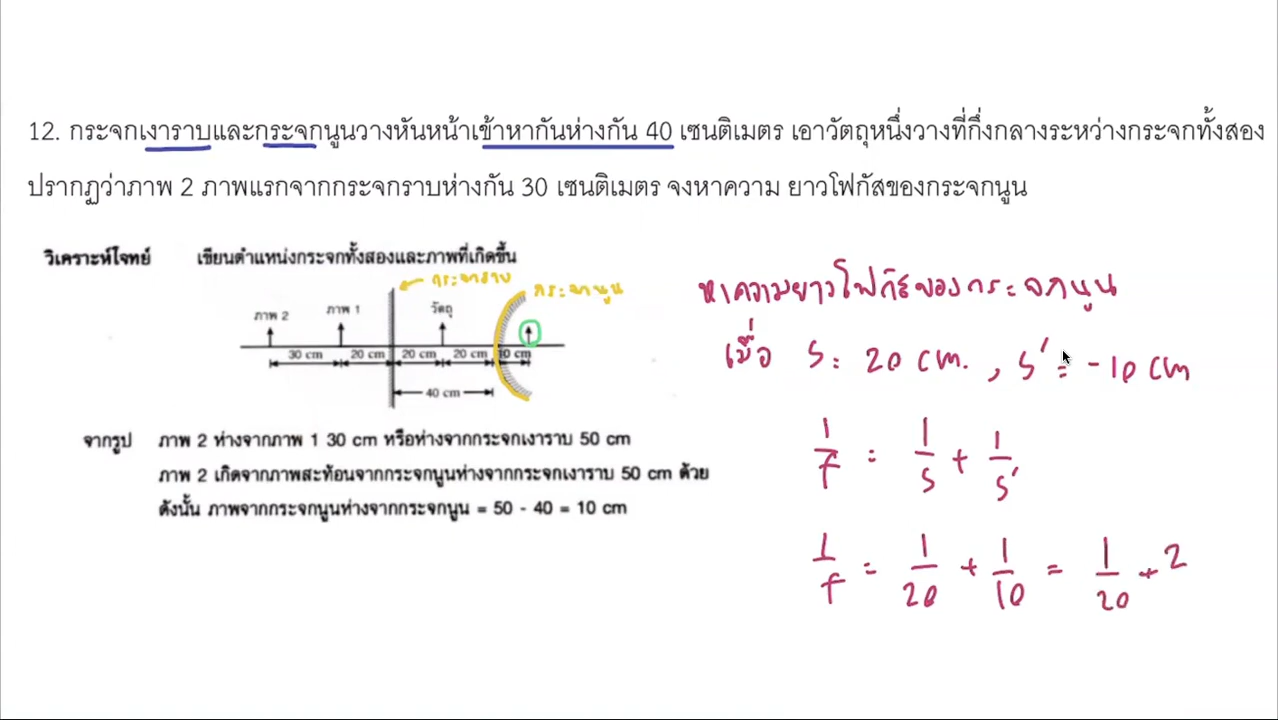 12. กระจกเงาราบและกระจกนูนวางหันหน้าเข้าหากันห่างกัน 40 เซนติเมตร เอาวัตถุหนึ่งวางที่กึ่งกลางระหว่างกระจกทั้งสอง
ปรากฏว่าภาพ 2 ภาพแรกจากกระจกราบห่างกัน 30 เซนติเมตร จงหาความ ยาวโฟกัสของกระจกนูน
วิเคราะห์โจทย์ เขียนตำแหน่งกระจกทั้งสองและภาพที่เกิดขึ้น
กระจกราบ
กระจกนูน
ภาพ 2 ภาพ 1 วัตถุ
30 cm 20 cm 20 cm 20 cm 10 cm
40 cm
จากรูป ภาพ 2 ห่างจากภาพ 1 30 cm หรือห่างจากกระจกเงาราบ 50 cm
ภาพ 2 เกิดจากภาพสะท้อนจากกระจกนูนห่างจากกระจกเงาราบ 50 cm ด้วย
ดังนั้น ภาพจากกระจกนูนห่างจากกระจกนูน = 50 - 40 = 10 cm
หาความยาวโฟกัสของกระจกนูน
เมื่อ S = 20 cm. , S' = -10 cm
1/f = 1/s + 1/s'
1/f = 1/20 + 1/10 = 1/20 + 2